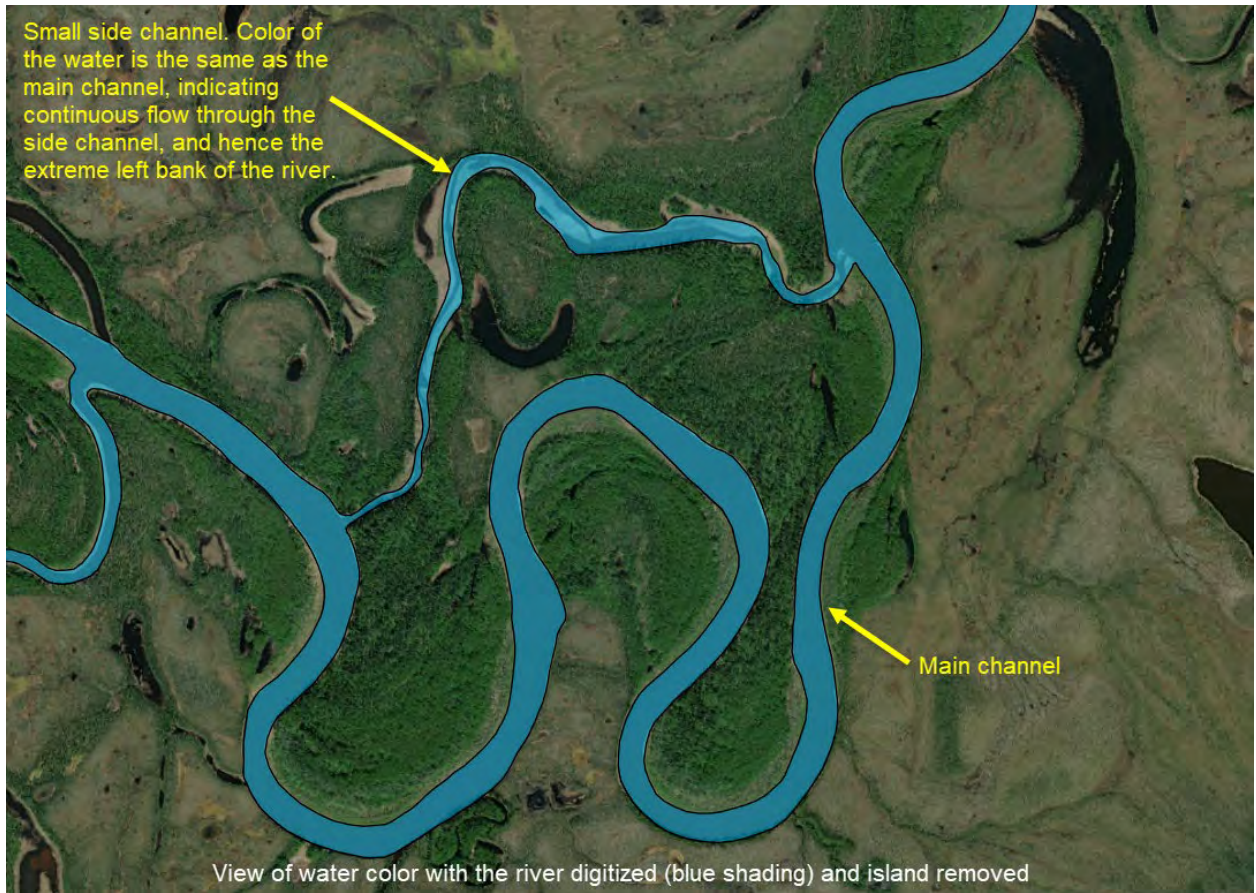 Small side channel. Color of
the water is the same as the
main channel, indicating
continuous flow through the
side channel, and hence the
extreme left bank of the river.
Main channel
View of water color with the river digitized (blue shading) and island removed